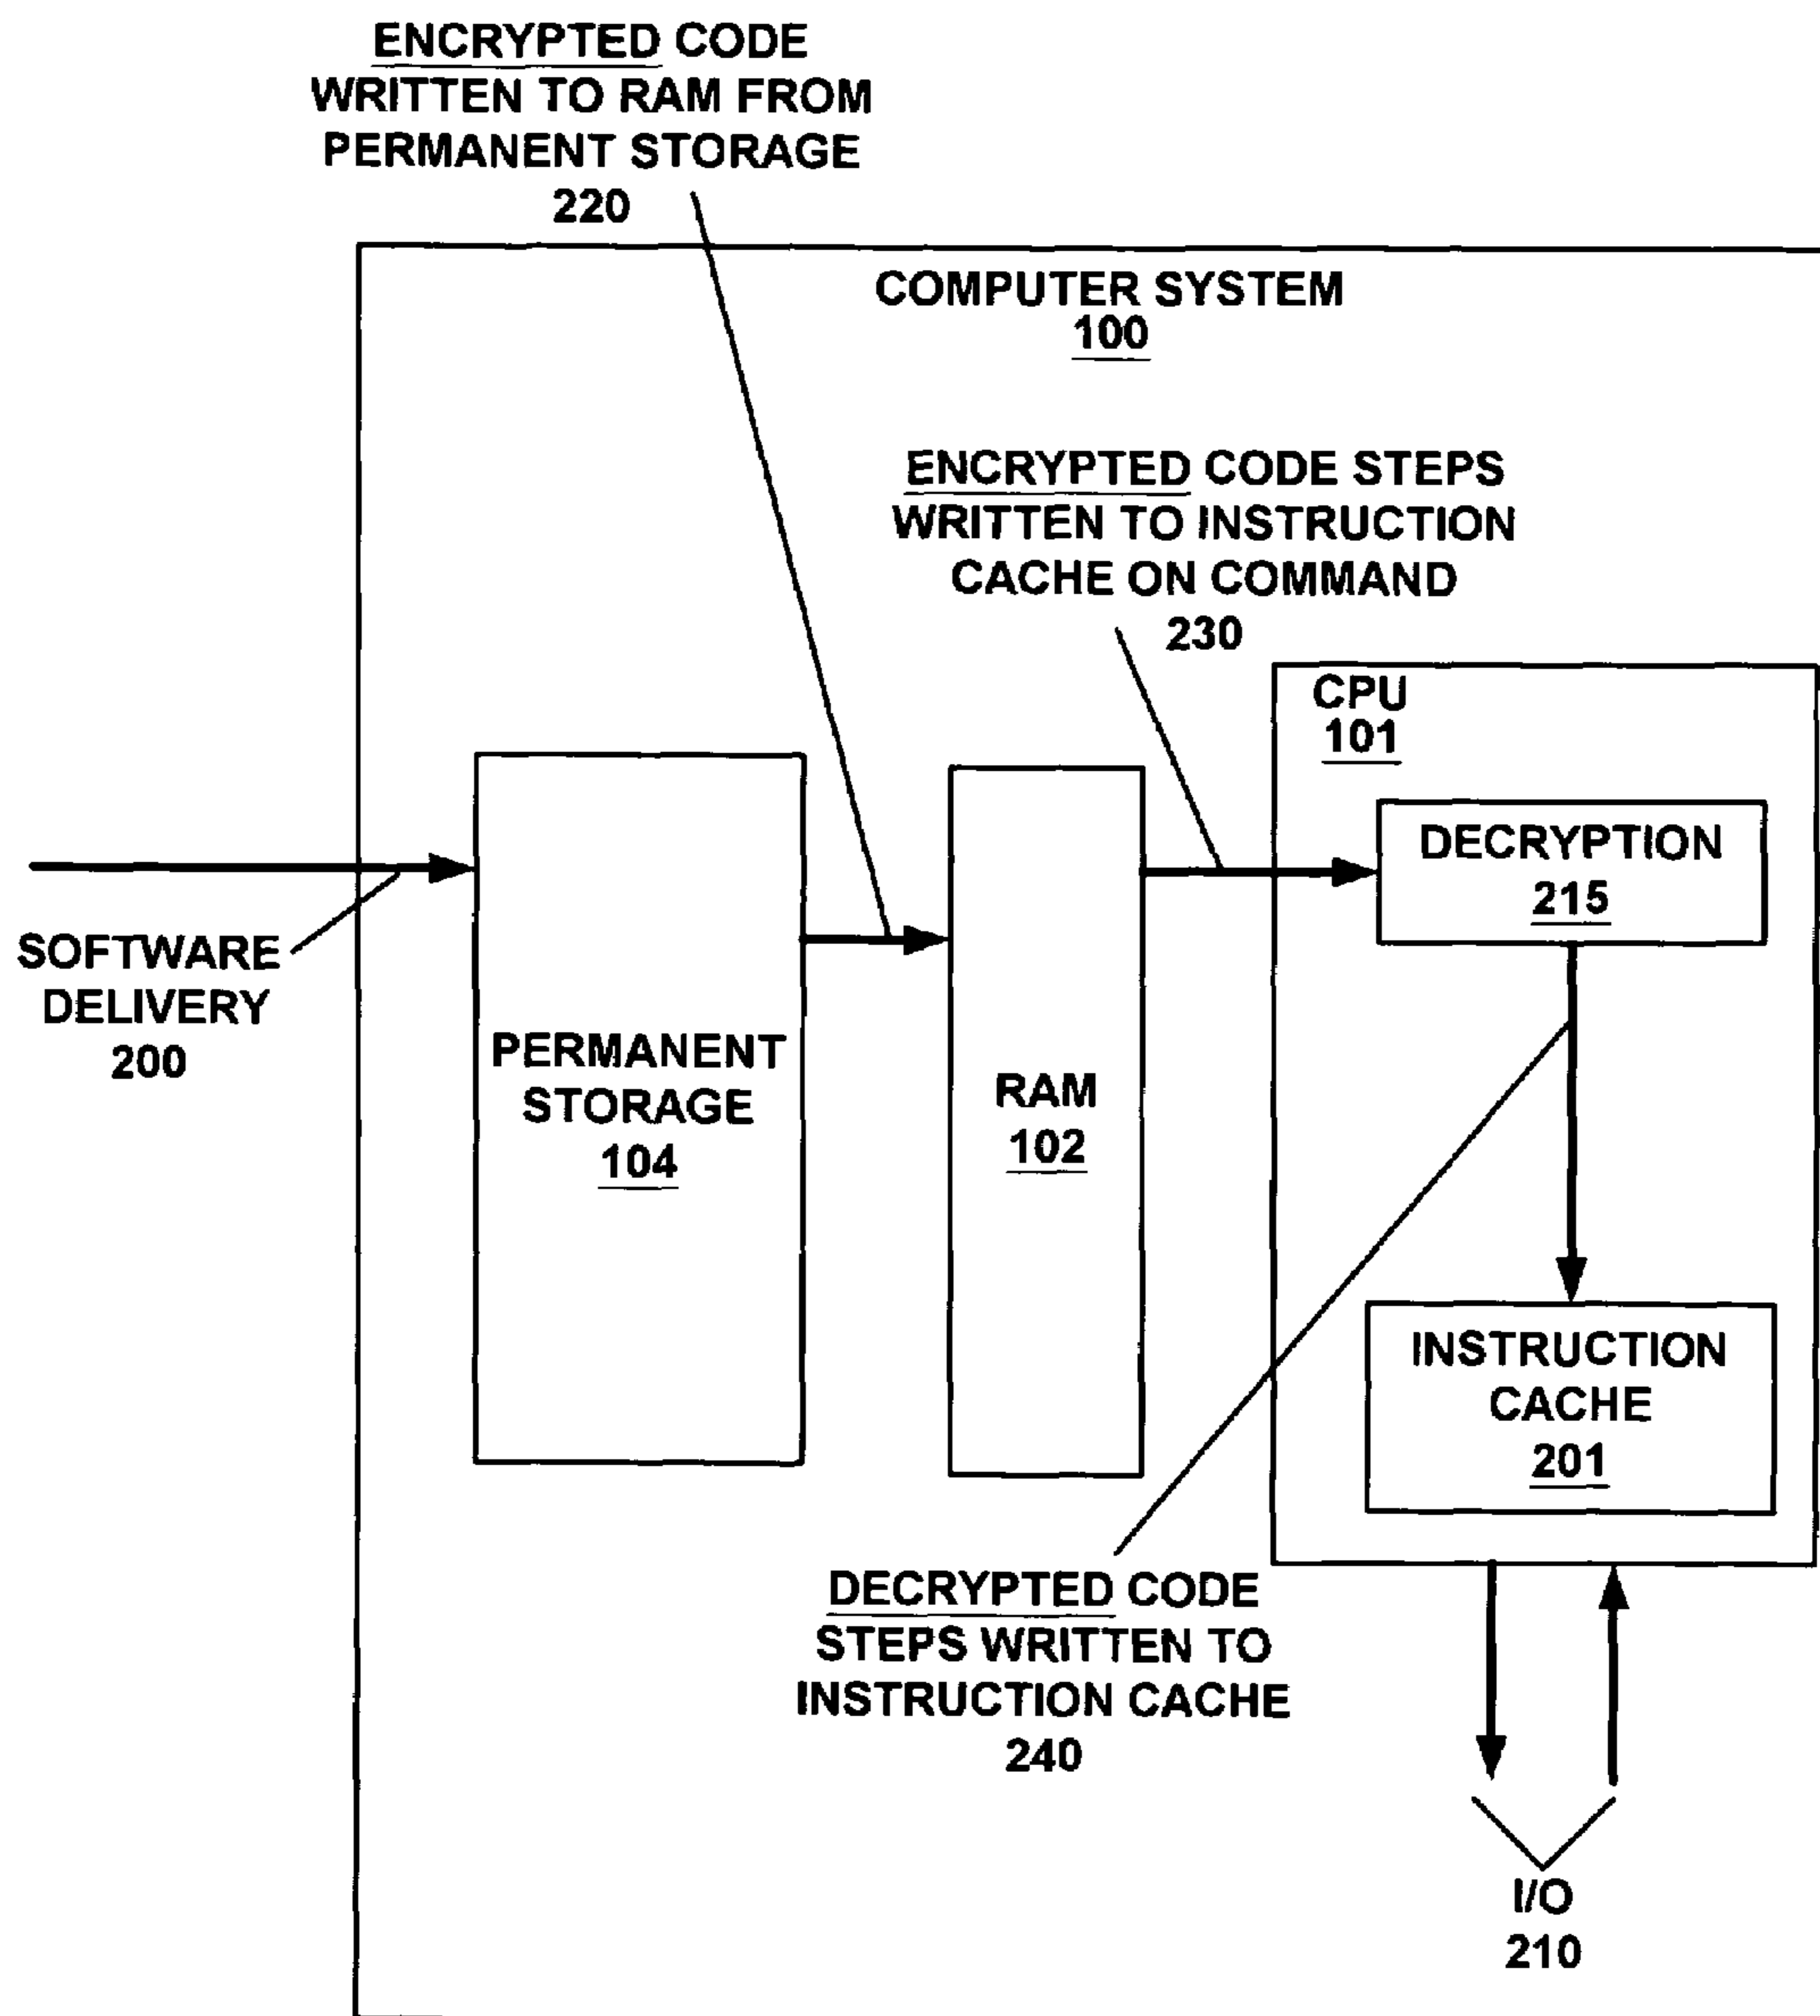 ENCRYPTED CODE
WRITTEN TO RAM FROM
PERMANENT STORAGE
220
COMPUTER SYSTEM
100
ENCRYPTED CODE STEPS
WRITTEN TO INSTRUCTION
CACHE ON COMMAND
230
CPU
101
DECRYPTION
215
SOFTWARE
DELIVERY
200
PERMANENT
STORAGE
104
RAM
102
INSTRUCTION
CACHE
201
DECRYPTED CODE
STEPS WRITTEN TO
INSTRUCTION CACHE
240
I/O
210